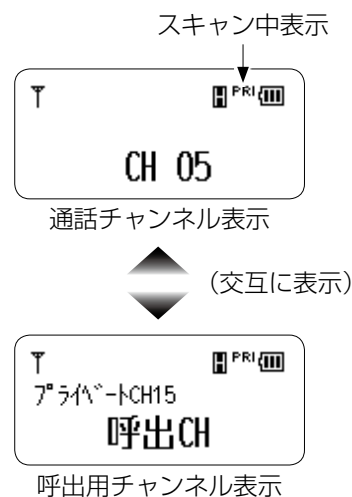 スキャン中表示
H PRI
CH 05
通話チャンネル表示
（交互に表示）
H PRI
プライベートCH15
呼出CH
呼出用チャンネル表示